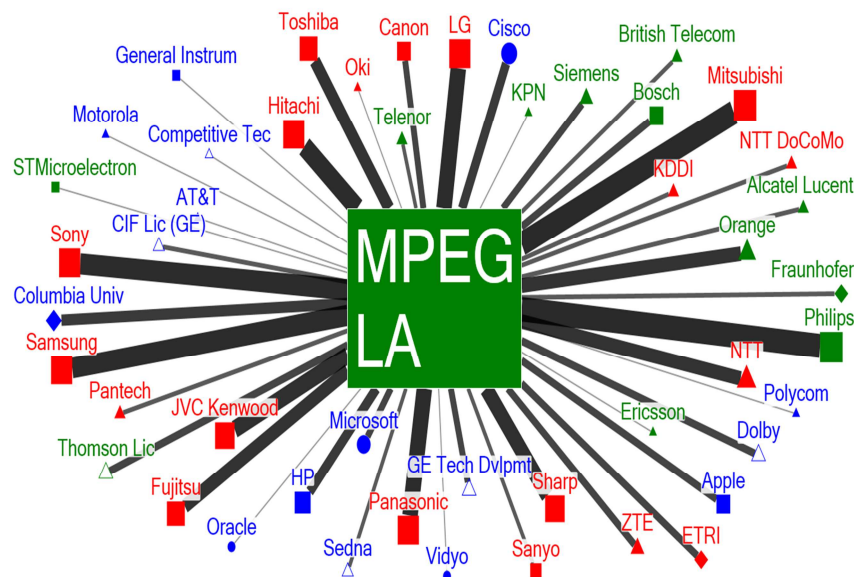 Toshiba
Canon
LG
Cisco
British Telecom
General Instrum
Oki
Siemens
Mitsubishi
KPN
Bosch
Hitachi
Telenor
Motorola
Competitive Tec
NTT DoCoMo
KDDI
STMicroelectron
AT&T
Alcatel Lucent
CIF Lic (GE)
Orange
Sony
MPEG
LA
Fraunhofer
Columbia Univ
Philips
Samsung
NTT
Pantech
JVC Kenwood
Microsoft
Ericsson
Polycom
Thomson Lic
Dolby
GE Tech Dvlpmt
Fujitsu
HP
Panasonic
Sharp
Apple
Oracle
Sedna
Vidyo
Sanyo
ZTE
ETRI